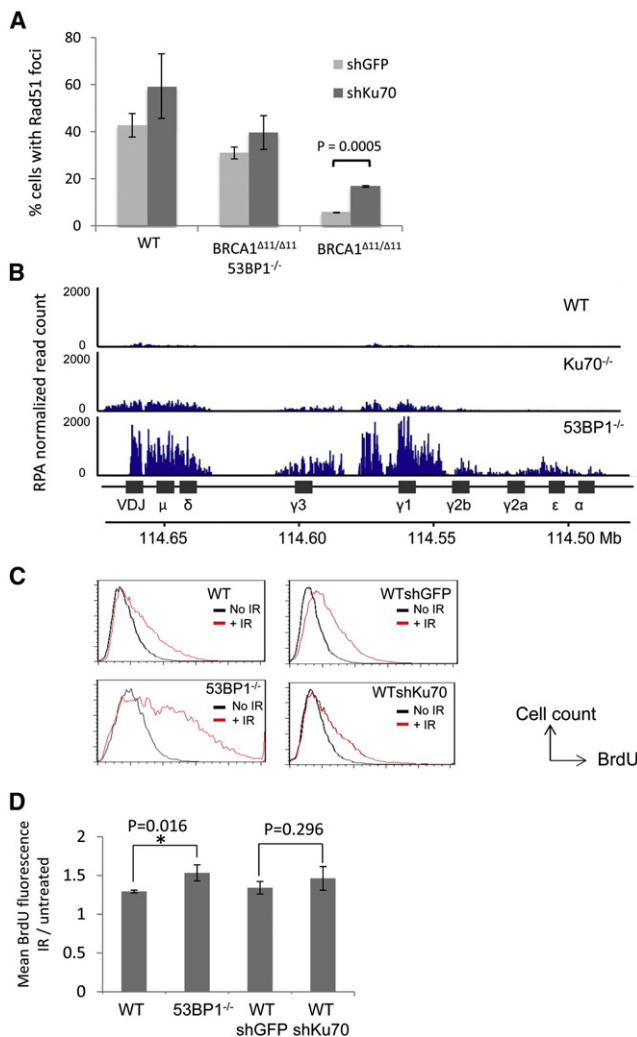 A
% cells with Rad51 foci
80
60
40
20
0
shGFP
shKu70
P = 0.0005
WT
BRCA1Δ11/Δ11
53BP1-/-
BRCA1Δ11/Δ11
B
RPA normalized read count
2000
0
WT
2000
0
Ku70-/-
2000
0
53BP1-/-
VDJ μ δ γ3 γ1 γ2b γ2a ε α
114.65 114.60 114.55 114.50 Mb
C
WT
No IR
+ IR
WTshGFP
No IR
+ IR
53BP1-/-
No IR
+ IR
WTshKu70
No IR
+ IR
Cell count
BrdU
D
Mean BrdU fluorescence
IR / untreated
2
1.5
1
0.5
0
P=0.016
*
P=0.296
WT 53BP1-/- WT WT
shGFP shKu70